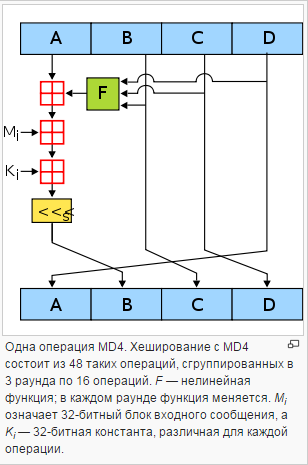 A B C D
F
Mi
Ki
<<<s
A B C D
Одна операция MD4. Хеширование с MD4
состоит из 48 таких операций, сгруппированных в
3 раунда по 16 операций. F — нелинейная
функция; в каждом раунде функция меняется. Mi
означает 32-битный блок входного сообщения, а
Ki — 32-битная константа, различная для каждой
операции.